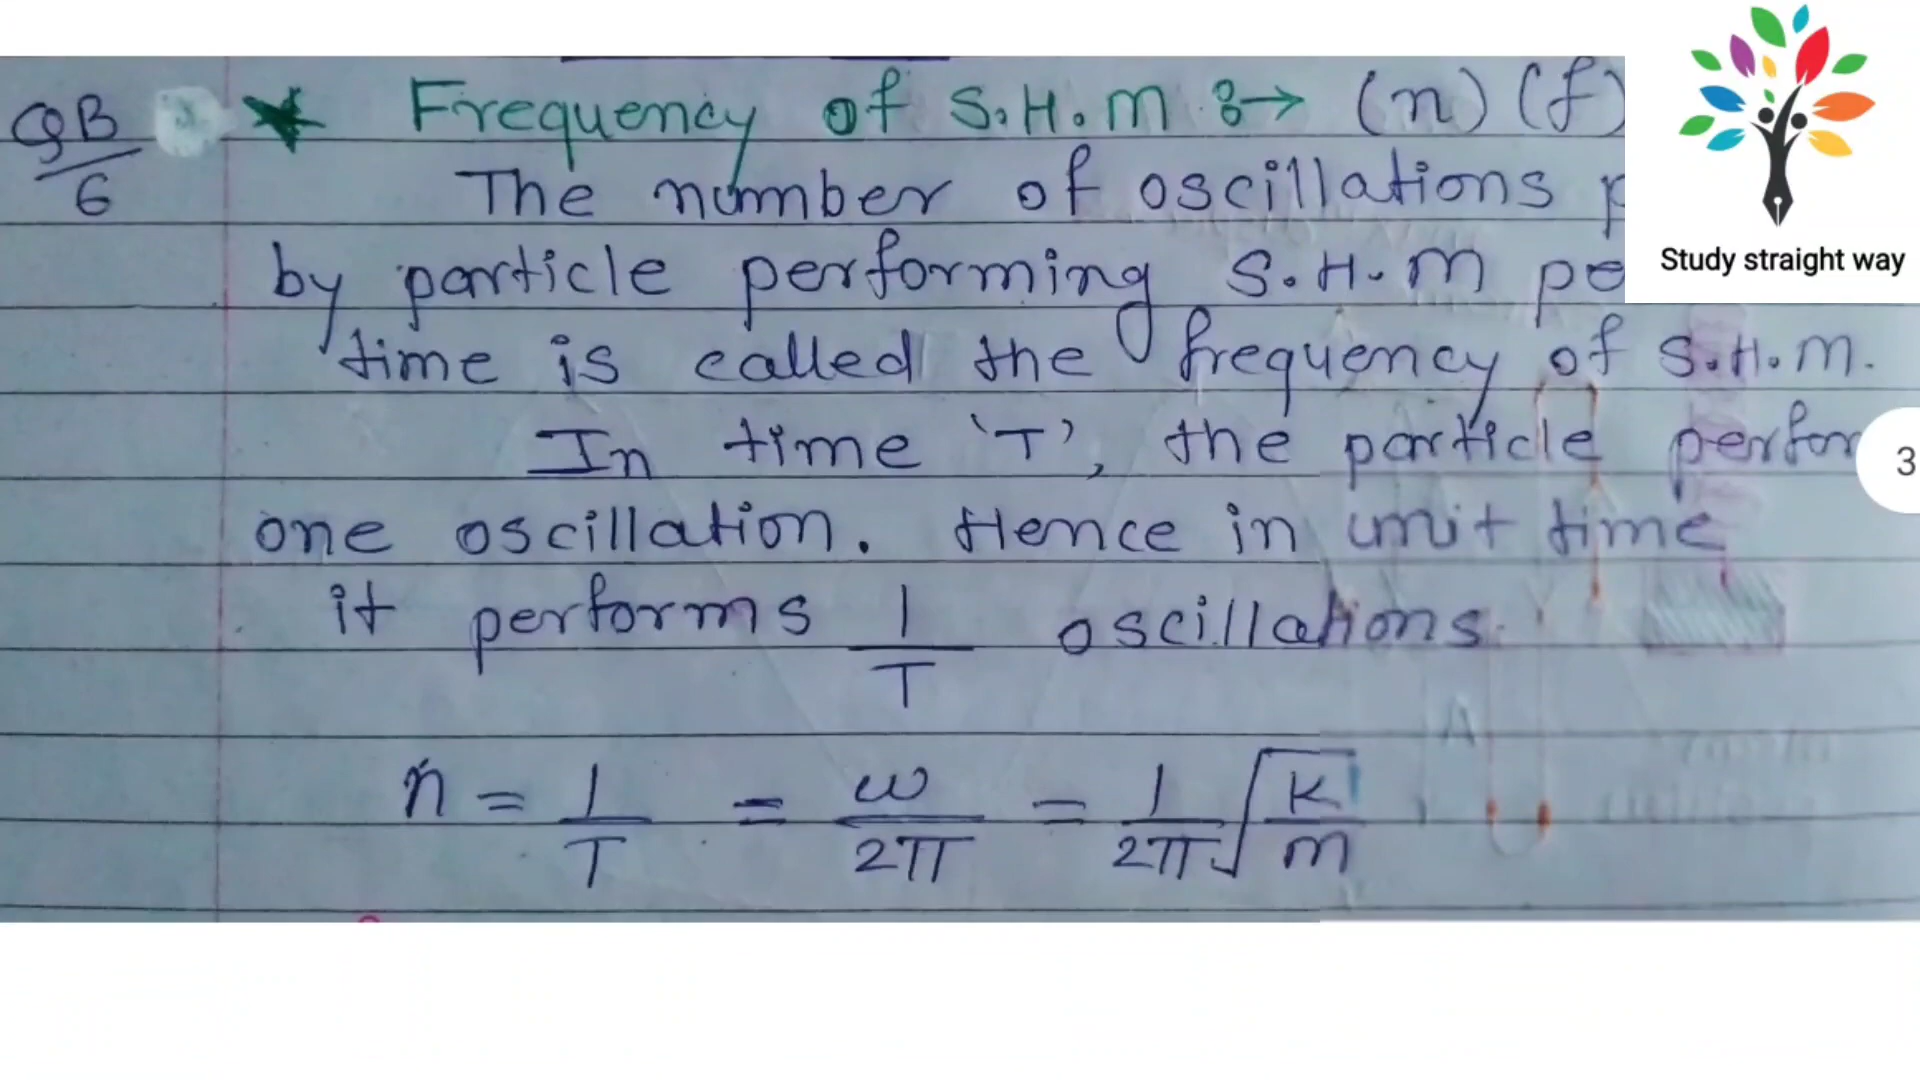 QB/6 ★ Frequency of S.H.M :→ (n) (f)
The number of oscillations
by particle performing S.H.M
time is called the frequency of S.H.M.
In time 'T', the particle perfor
one oscillation. Hence in unit time
it performs 1/T oscillations.
n = 1/T = ω/2π = 1/2π √K/m
Study straight way
3